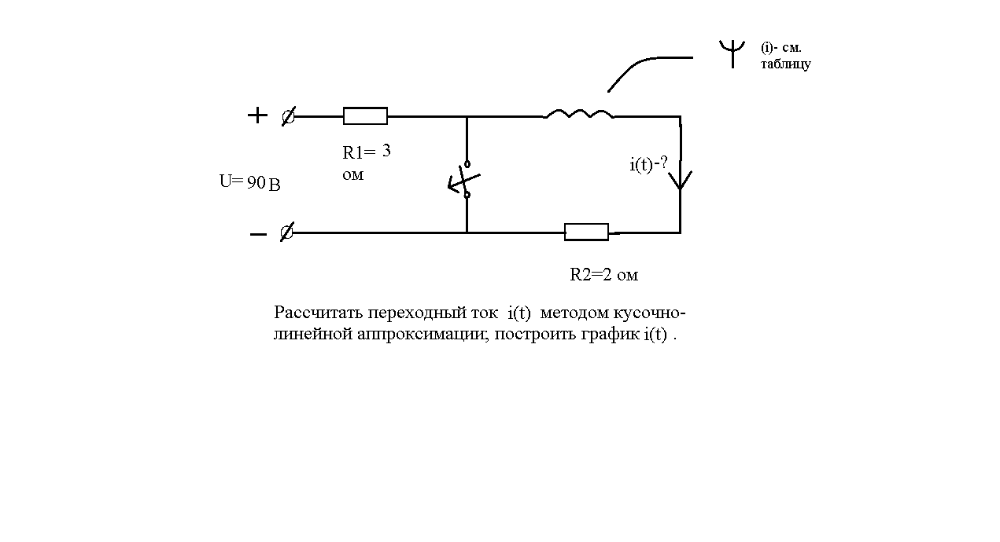 Ψ (i)- см.
таблицу
+
R1= 3
ом
i(t)-?
U= 90 В
−
R2=2 ом
Рассчитать переходный ток i(t) методом кусочно-
линейной аппроксимации; построить график i(t) .